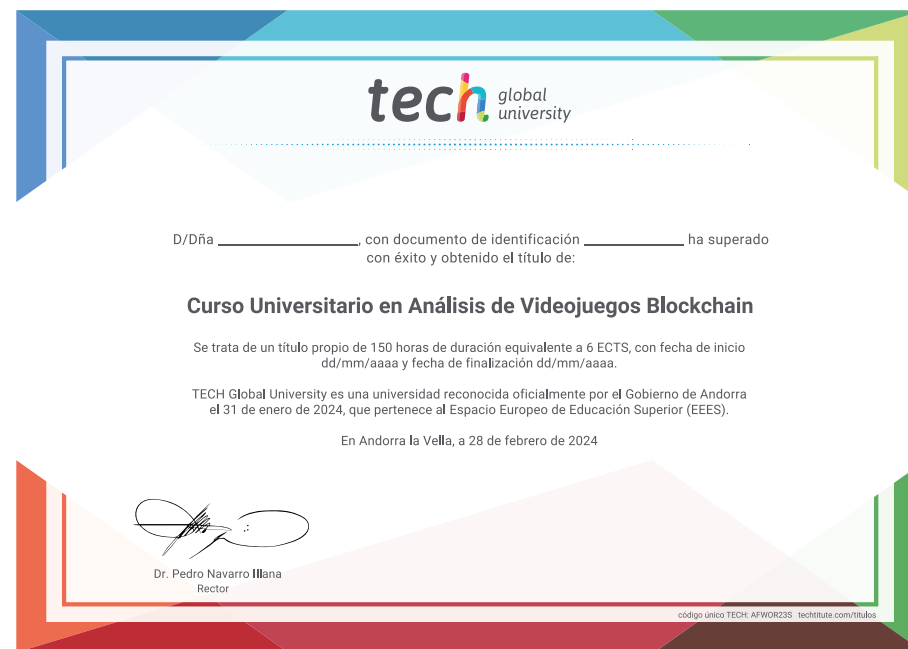 tech global university
D/Dña ______________, con documento de identificación __________ ha superado
con éxito y obtenido el título de:
Curso Universitario en Análisis de Videojuegos Blockchain
Se trata de un título propio de 150 horas de duración equivalente a 6 ECTS, con fecha de inicio
dd/mm/aaaa y fecha de finalización dd/mm/aaaa.
TECH Global University es una universidad reconocida oficialmente por el Gobierno de Andorra
el 31 de enero de 2024, que pertenece al Espacio Europeo de Educación Superior (EEES).
En Andorra la Vella, a 28 de febrero de 2024
Dr. Pedro Navarro Illana
Rector
código único TECH: AFWOR23S techtitute.com/titulos